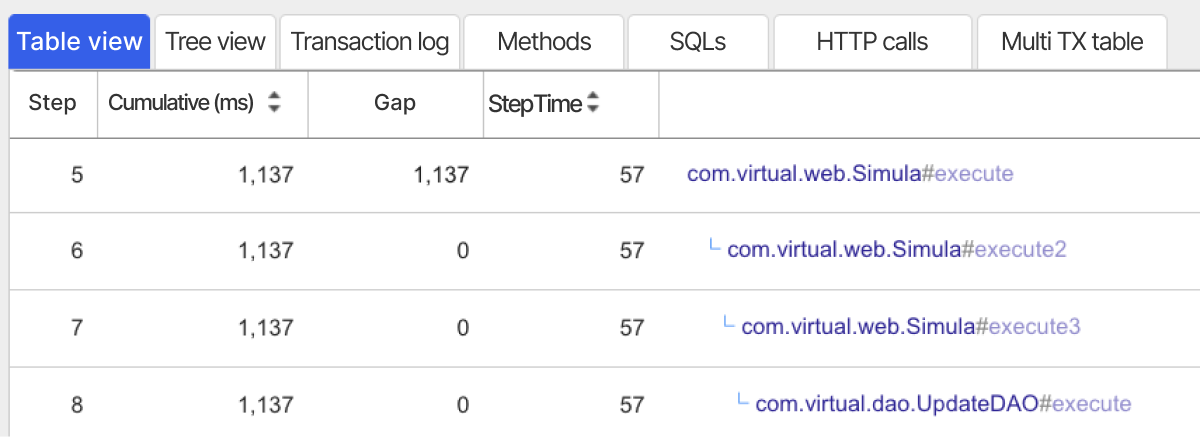 Table view Tree view Transaction log Methods SQLs HTTP calls Multi TX table
Step Cumulative (ms) Gap StepTime
5 1,137 1,137 57 com.virtual.web.Simula#execute
6 1,137 0 57 com.virtual.web.Simula#execute2
7 1,137 0 57 com.virtual.web.Simula#execute3
8 1,137 0 57 com.virtual.dao.UpdateDAO#execute